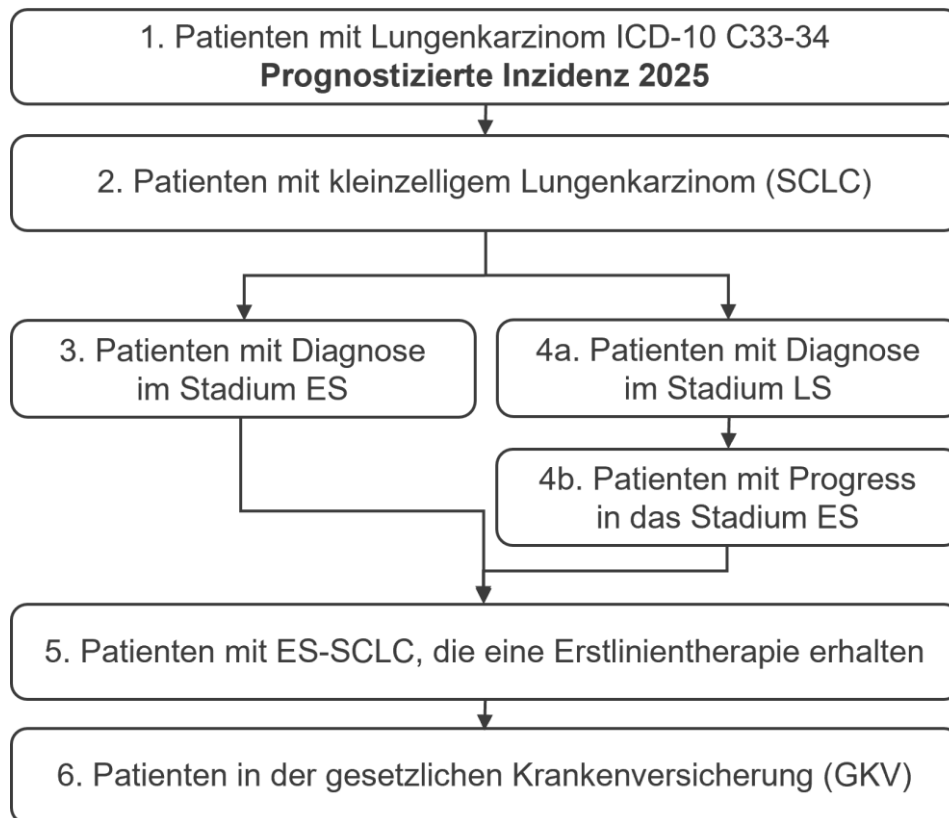 1. Patienten mit Lungenkarzinom ICD-10 C33-34
Prognostizierte Inzidenz 2025
2. Patienten mit kleinzelligem Lungenkarzinom (SCLC)
3. Patienten mit Diagnose
im Stadium ES
4a. Patienten mit Diagnose
im Stadium LS
4b. Patienten mit Progress
in das Stadium ES
5. Patienten mit ES-SCLC, die eine Erstlinientherapie erhalten
6. Patienten in der gesetzlichen Krankenversicherung (GKV)